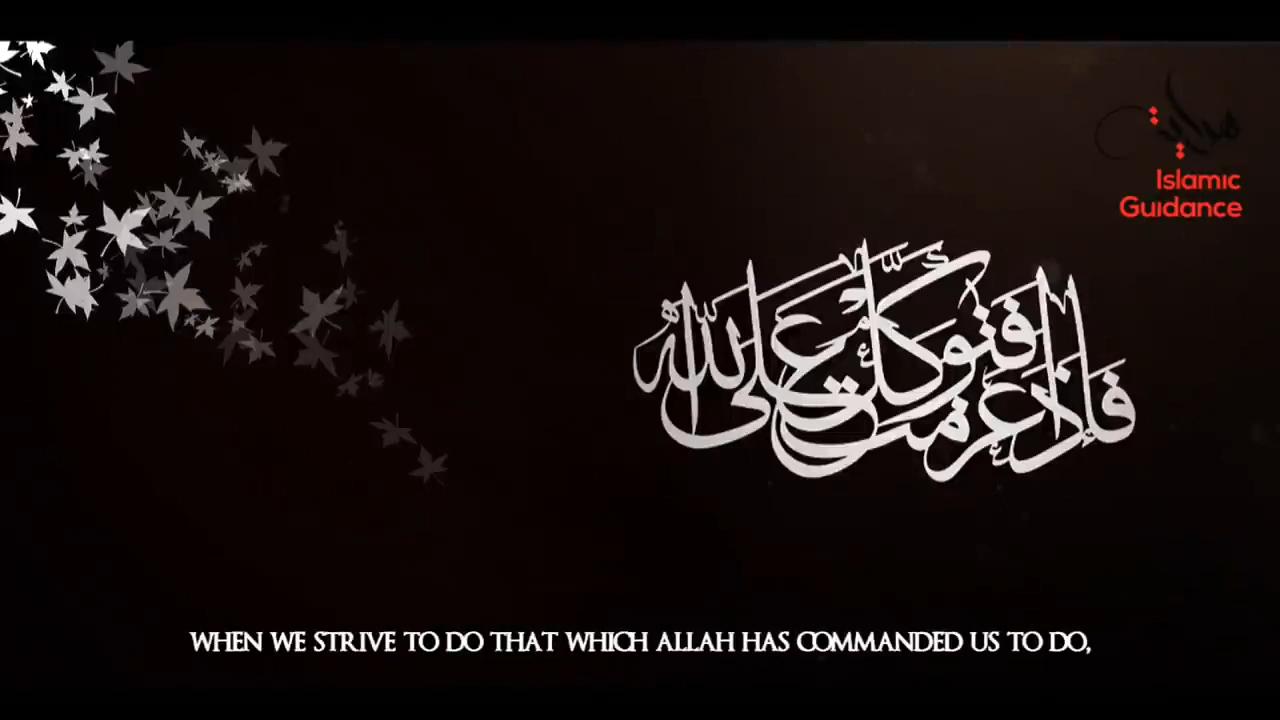 هداية
Islamic
Guidance
فإذا عزمت فتوكل على الله
WHEN WE STRIVE TO DO THAT WHICH ALLAH HAS COMMANDED US TO DO,